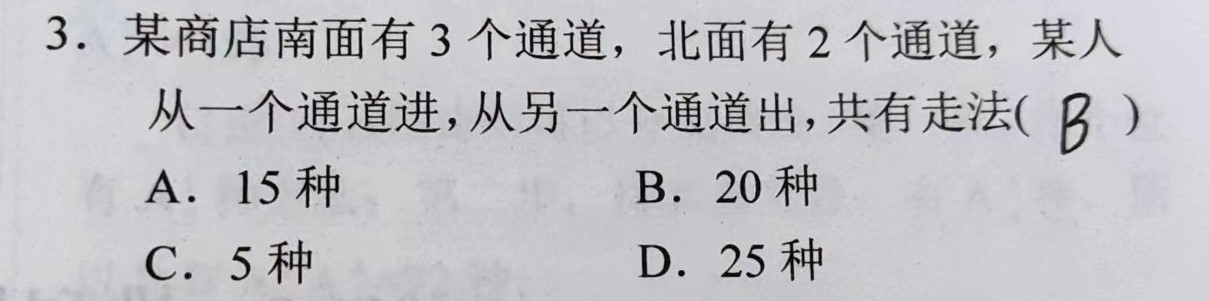 3. 某商店南面有 3 个通道，北面有 2 个通道，某人
从一个通道进，从另一个通道出，共有走法( B )
A. 15 种 B. 20 种
C. 5 种 D. 25 种